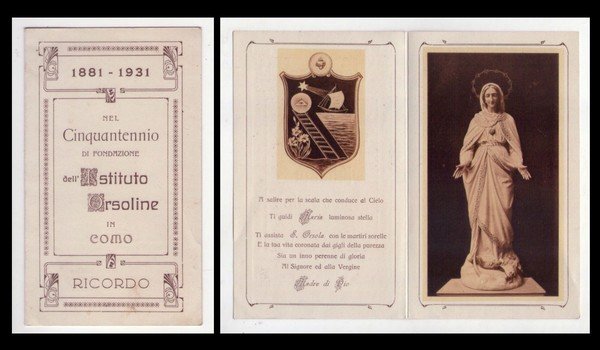 1881 - 1931
NEL
Cinquantennio
DI FONDAZIONE
dell'Istituto
Orsoline
IN
COMO
RICORDO
A salire per la scala che conduce al Cielo
Ti guidi Maria luminosa stella
Ti assista S. Orsola con le martiri sorelle
E la tua vita coronata dai gigli della purezza
Sia un inno perenne di gloria
Al Signore ed alla Vergine
Madre di Dio